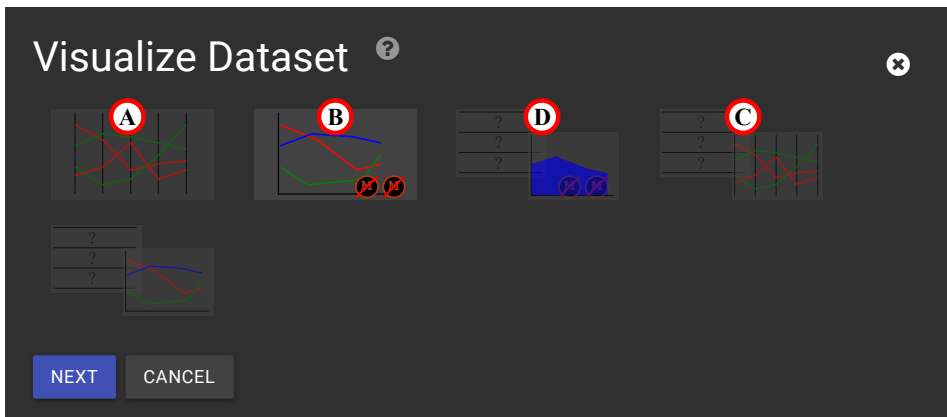 Visualize Dataset ?
A B D C
? ?
? ?
M M ? M M ?
?
?
?
NEXT CANCEL